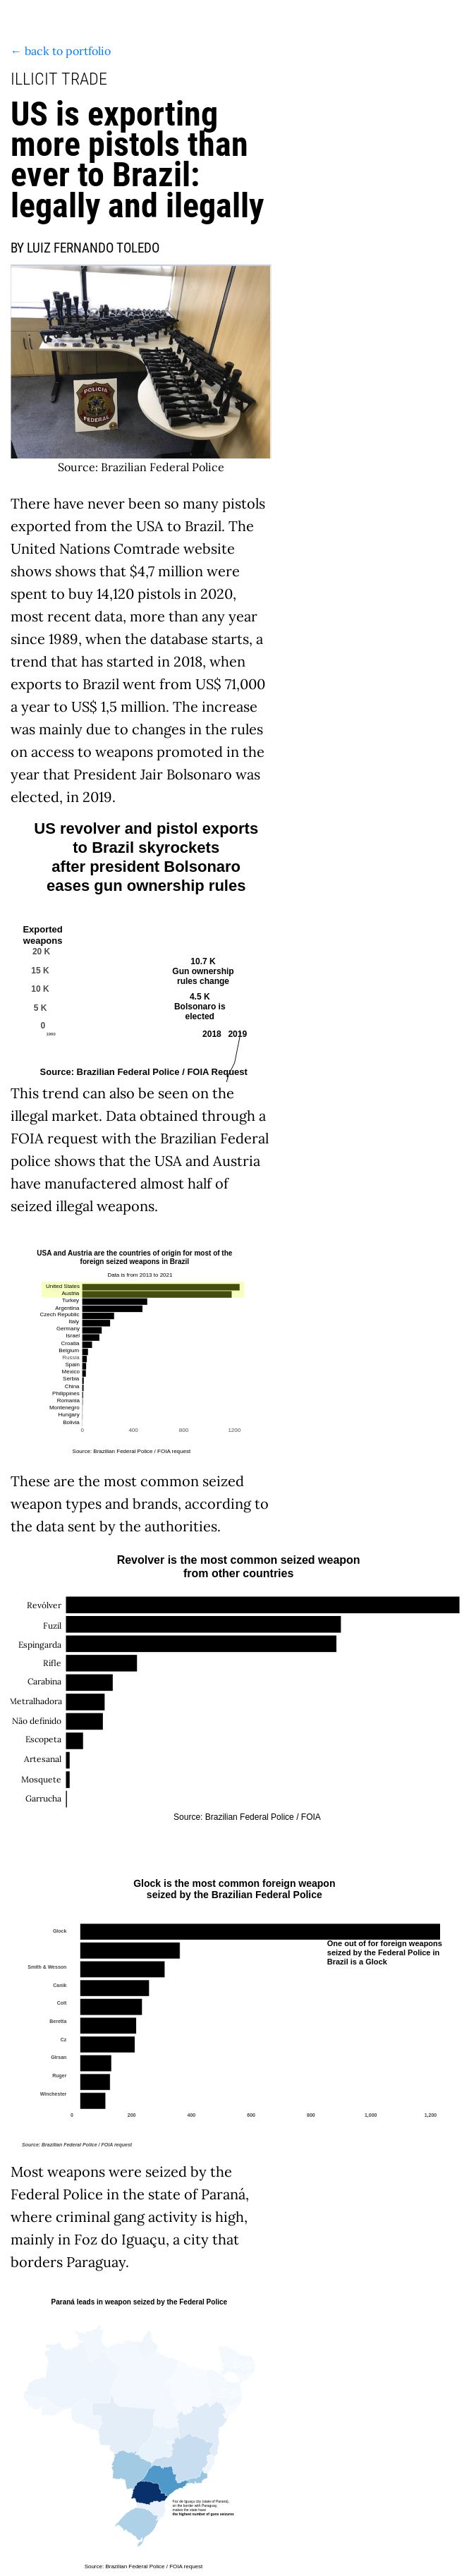 ← back to portfolio
ILLICIT TRADE
US is exporting
more pistols than
ever to Brazil:
legally and ilegally
BY LUIZ FERNANDO TOLEDO
POLICIA
FEDERAL
Source: Brazilian Federal Police
There have never been so many pistols
exported from the USA to Brazil. The
United Nations Comtrade website
shows shows that $4,7 million were
spent to buy 14,120 pistols in 2020,
most recent data, more than any year
since 1989, when the database starts, a
trend that has started in 2018, when
exports to Brazil went from US$ 71,000
a year to US$ 1,5 million. The increase
was mainly due to changes in the rules
on access to weapons promoted in the
year that President Jair Bolsonaro was
elected, in 2019.
US revolver and pistol exports
to Brazil skyrockets
after president Bolsonaro
eases gun ownership rules
Exported
weapons
20 K
15 K
10 K
5 K
0
10.7 K
Gun ownership
rules change
4.5 K
Bolsonaro is
elected
2018 2019
Source: Brazilian Federal Police / FOIA Request
This trend can also be seen on the
illegal market. Data obtained through a
FOIA request with the Brazilian Federal
police shows that the USA and Austria
have manufactered almost half of
seized illegal weapons.
USA and Austria are the countries of origin for most of the
foreign seized weapons in Brazil
Data is from 2013 to 2021
United States
Austria
Turkey
Argentina
Czech Republic
Italy
Germany
Israel
Croatia
Belgium
Russia
Spain
Mexico
Serbia
China
Philippines
Romania
Montenegro
Hungary
Bolivia
0 400 800 1200
Source: Brazilian Federal Police / FOIA request
These are the most common seized
weapon types and brands, according to
the data sent by the authorities.
Revolver is the most common seized weapon
from other countries
Revólver
Fuzil
Espingarda
Rifle
Carabina
Metralhadora
Não definido
Escopeta
Artesanal
Mosquete
Garrucha
Source: Brazilian Federal Police / FOIA
Glock is the most common foreign weapon
seized by the Brazilian Federal Police
Glock
One out of for foreign weapons
seized by the Federal Police in
Brazil is a Glock
Smith & Wesson
Canik
Colt
Beretta
Cz
Girsan
Ruger
Winchester
0 200 400 600 800 1,000 1,200
Source: Brazilian Federal Police / FOIA request
Most weapons were seized by the
Federal Police in the state of Paraná,
where criminal gang activity is high,
mainly in Foz do Iguaçu, a city that
borders Paraguay.
Paraná leads in weapon seized by the Federal Police
Foz do Iguaçu city (state of Paraná),
on the border with Paraguay,
makes the state have
the highest number of guns seizures
Source: Brazilian Federal Police / FOIA request